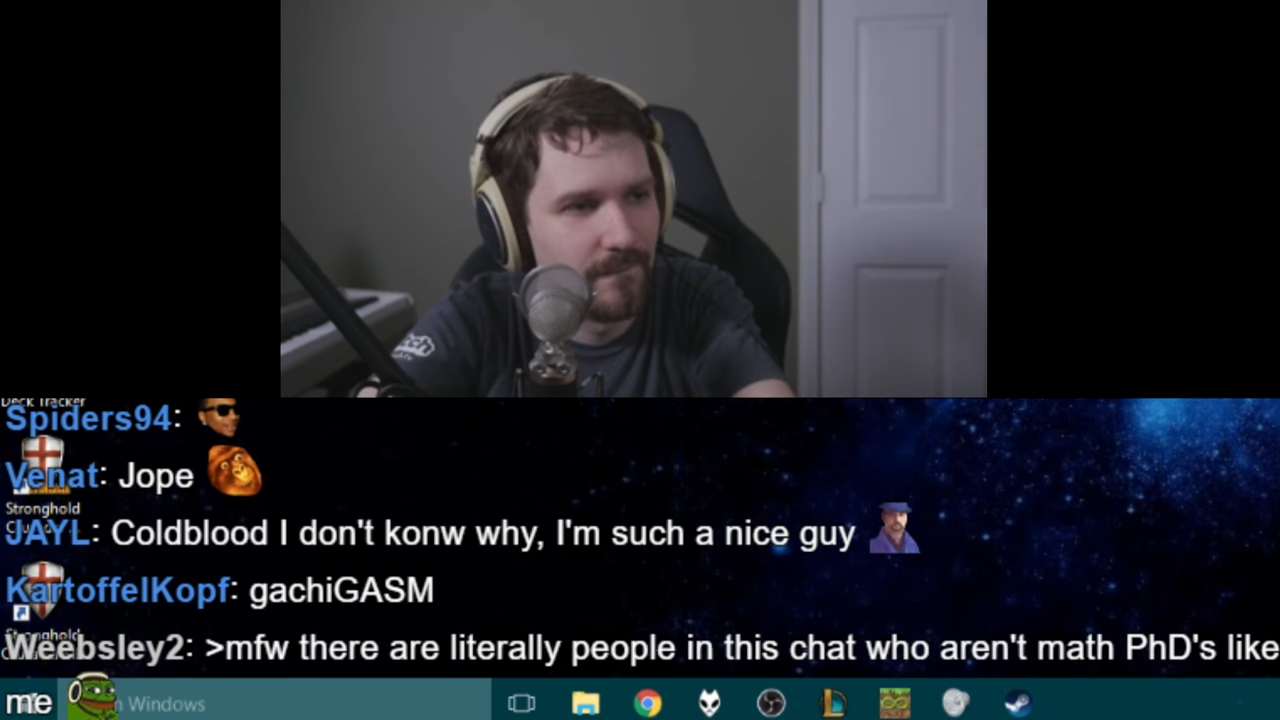 Deck Tracker
Spiders94:
Venat: Jope
Stronghold
JAYL: Coldblood I don't konw why, I'm such a nice guy
KartoffelKopf: gachiGASM
Stronghold
Weebsley2: >mfw there are literally people in this chat who aren't math PhD's like
me
Windows